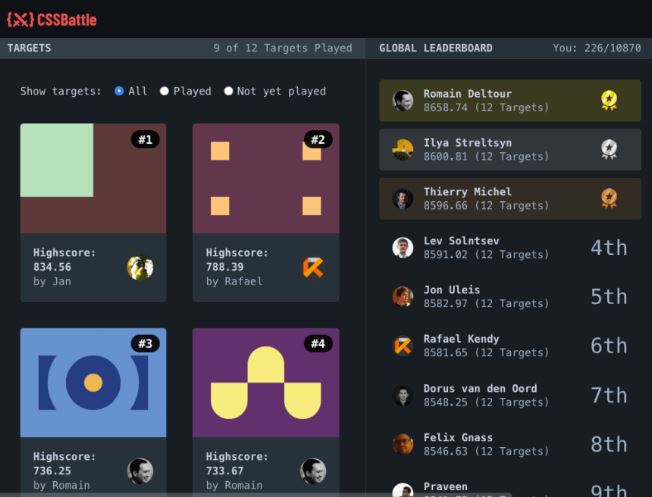 CSSBattle
TARGETS
9 of 12 Targets Played
Show targets: All Played Not yet played
#1
#2
Highscore:
834.56
by Jan
Highscore:
788.39
by Rafael
#3
#4
Highscore:
736.25
by Romain
Highscore:
733.67
by Romain
GLOBAL LEADERBOARD
You: 226/10870
Romain Deltour
8658.74 (12 Targets)
Ilya Streltsyn
8600.81 (12 Targets)
Thierry Michel
8596.66 (12 Targets)
Lev Solntsev
8591.02 (12 Targets)
4th
Jon Uleis
8582.97 (12 Targets)
5th
Rafael Kendy
8581.65 (12 Targets)
6th
Dorus van den Oord
8548.25 (12 Targets)
7th
Felix Gnass
8546.63 (12 Targets)
8th
Praveen
9th